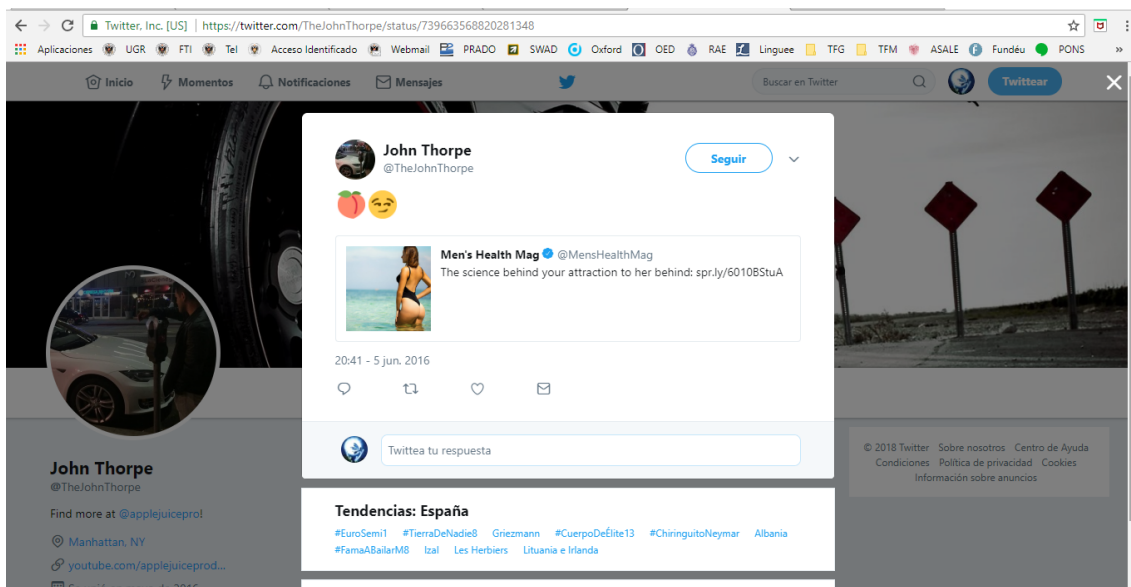 Twitter, Inc. [US] | https://twitter.com/TheJohnThorpe/status/739663568820281348
Aplicaciones UGR FTI Tel Acceso Identificado Webmail PRADO SWAD Oxford OED RAE Linguee TFG TFM ASALE Fundéu PONS »
Inicio Momentos Notificaciones Mensajes Buscar en Twitter Twittear
John Thorpe
@TheJohnThorpe
Seguir
Men's Health Mag @MensHealthMag
The science behind your attraction to her behind: spr.ly/6010BStuA
20:41 - 5 jun. 2016
Twittea tu respuesta
John Thorpe
@TheJohnThorpe
Find more at @applejuicepro!
Manhattan, NY
youtube.com/applejuiceprod...
© 2018 Twitter Sobre nosotros Centro de Ayuda
Condiciones Política de privacidad Cookies
Información sobre anuncios
Tendencias: España
#EuroSemi1 #TierraDeNadie8 Griezmann #CuerpoDeÉlite13 #ChiringuitoNeymar Albania
#FamaABailarM8 Izal Les Herbiers Lituania e Irlanda